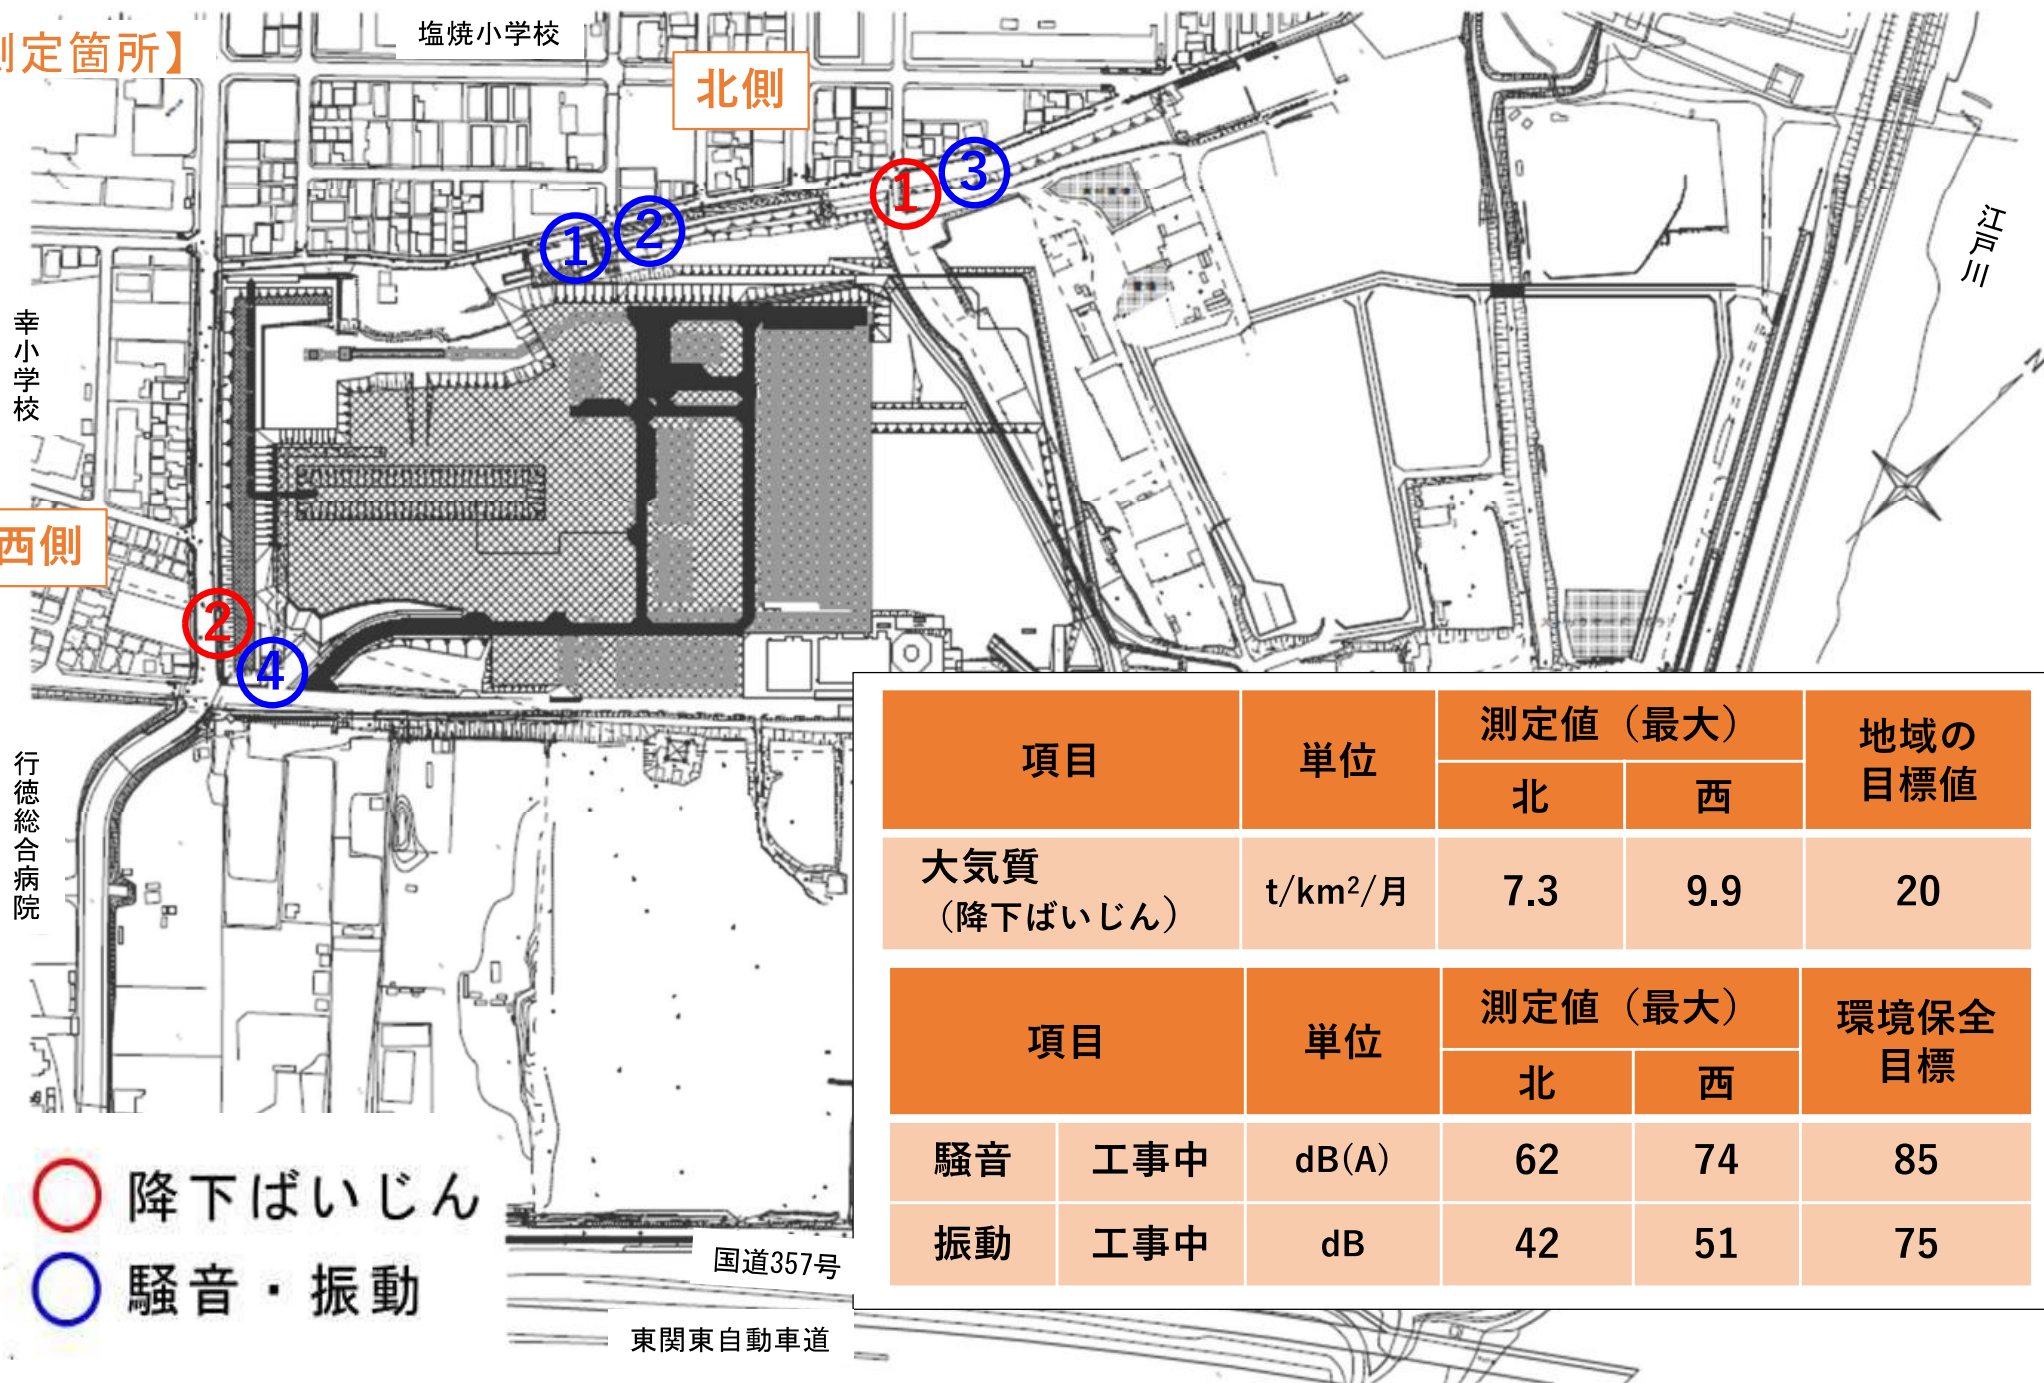 測定箇所】
塩焼小学校
北側
①
②
①
③
江戸川
N
幸小学校
西側
②
④
行徳総合病院
項目 単位 測定値（最大） 地域の目標値
北 西
大気質（降下ばいじん） t/km²/月 7.3 9.9 20
項目 単位 測定値（最大） 環境保全目標
北 西
騒音 工事中 dB(A) 62 74 85
振動 工事中 dB 42 51 75
降下ばいじん
騒音・振動
国道357号
東関東自動車道